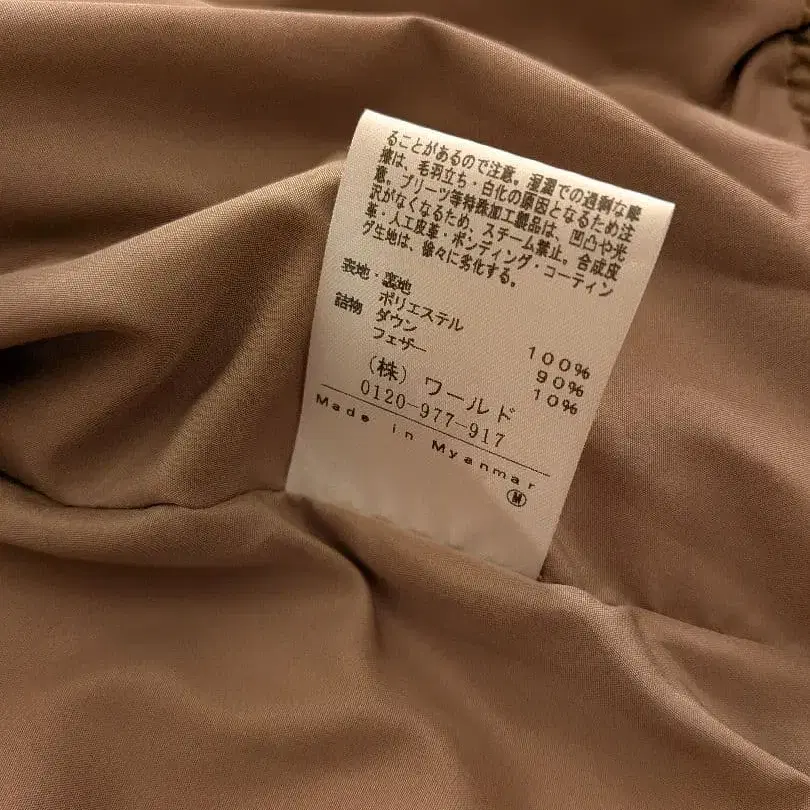 ることがあるので注意。湿潤での過剰な摩
擦は、毛羽立ち・白化の原因となるため注
意。プリーツ等特殊加工製品は、凹凸や光
沢がなくなるため、スチーム禁止。合成皮
革・人工皮革・ボンディング・コーティン
グ生地は、徐々に劣化する。
表地・裏地
ポリエステル 100%
詰物 ダウン 90%
フェザー 10%
(株) ワールド
0120-977-917
Made in Myanmar
M